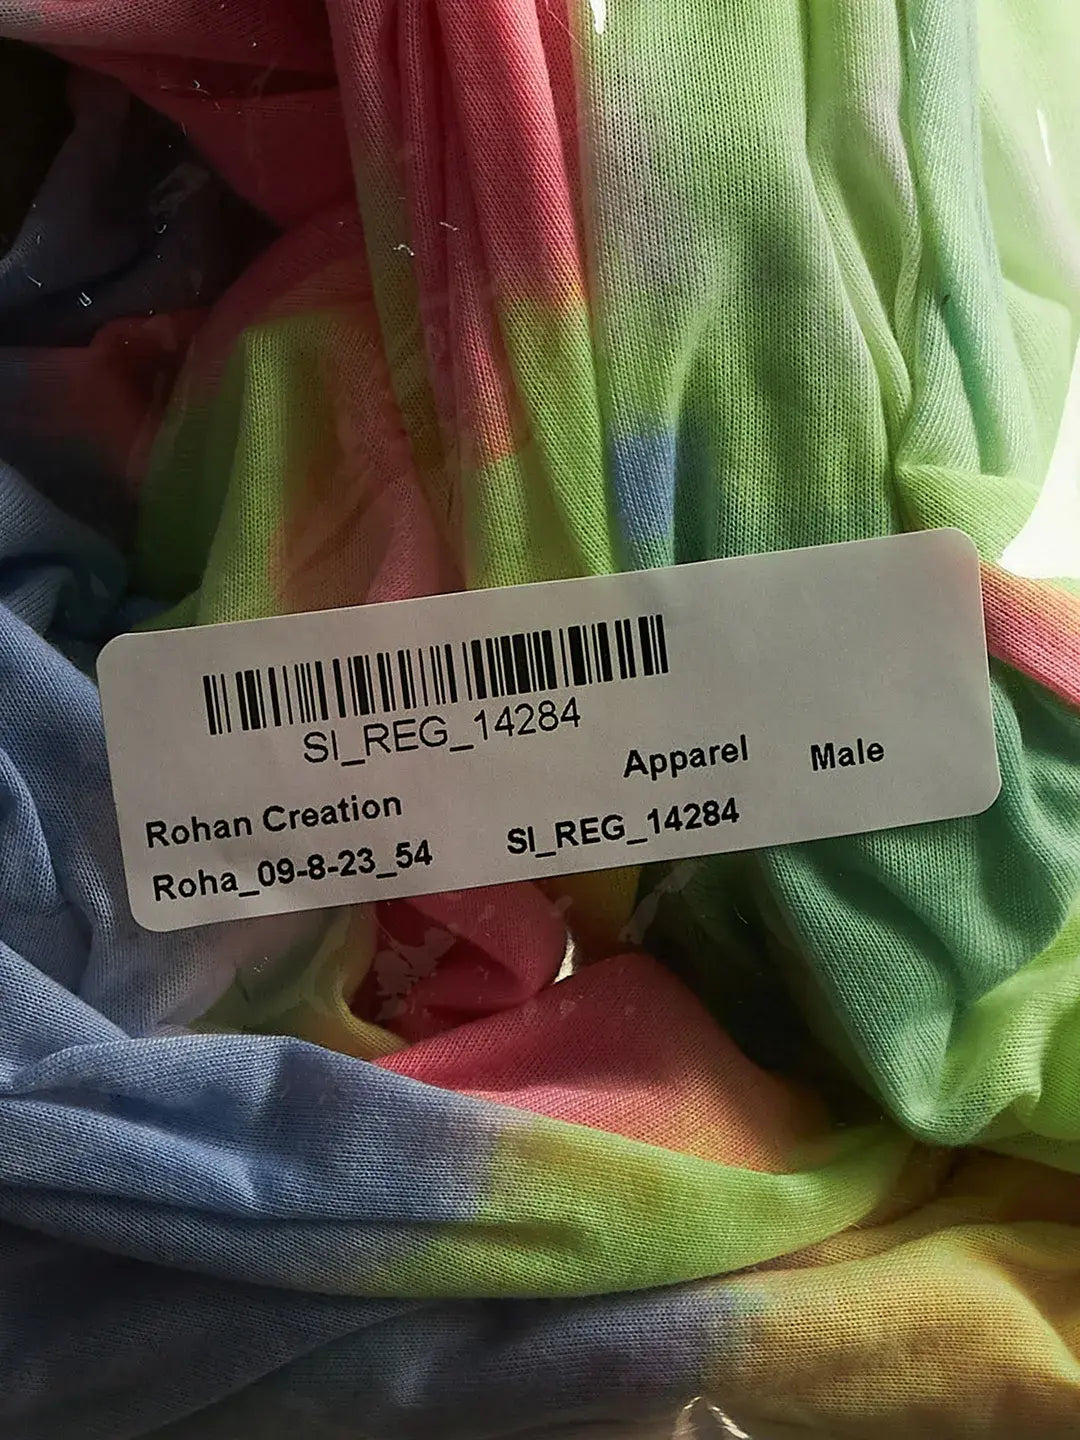 SI_REG_14284
Apparel Male
Rohan Creation
Roha_09-8-23_54 SI_REG_14284